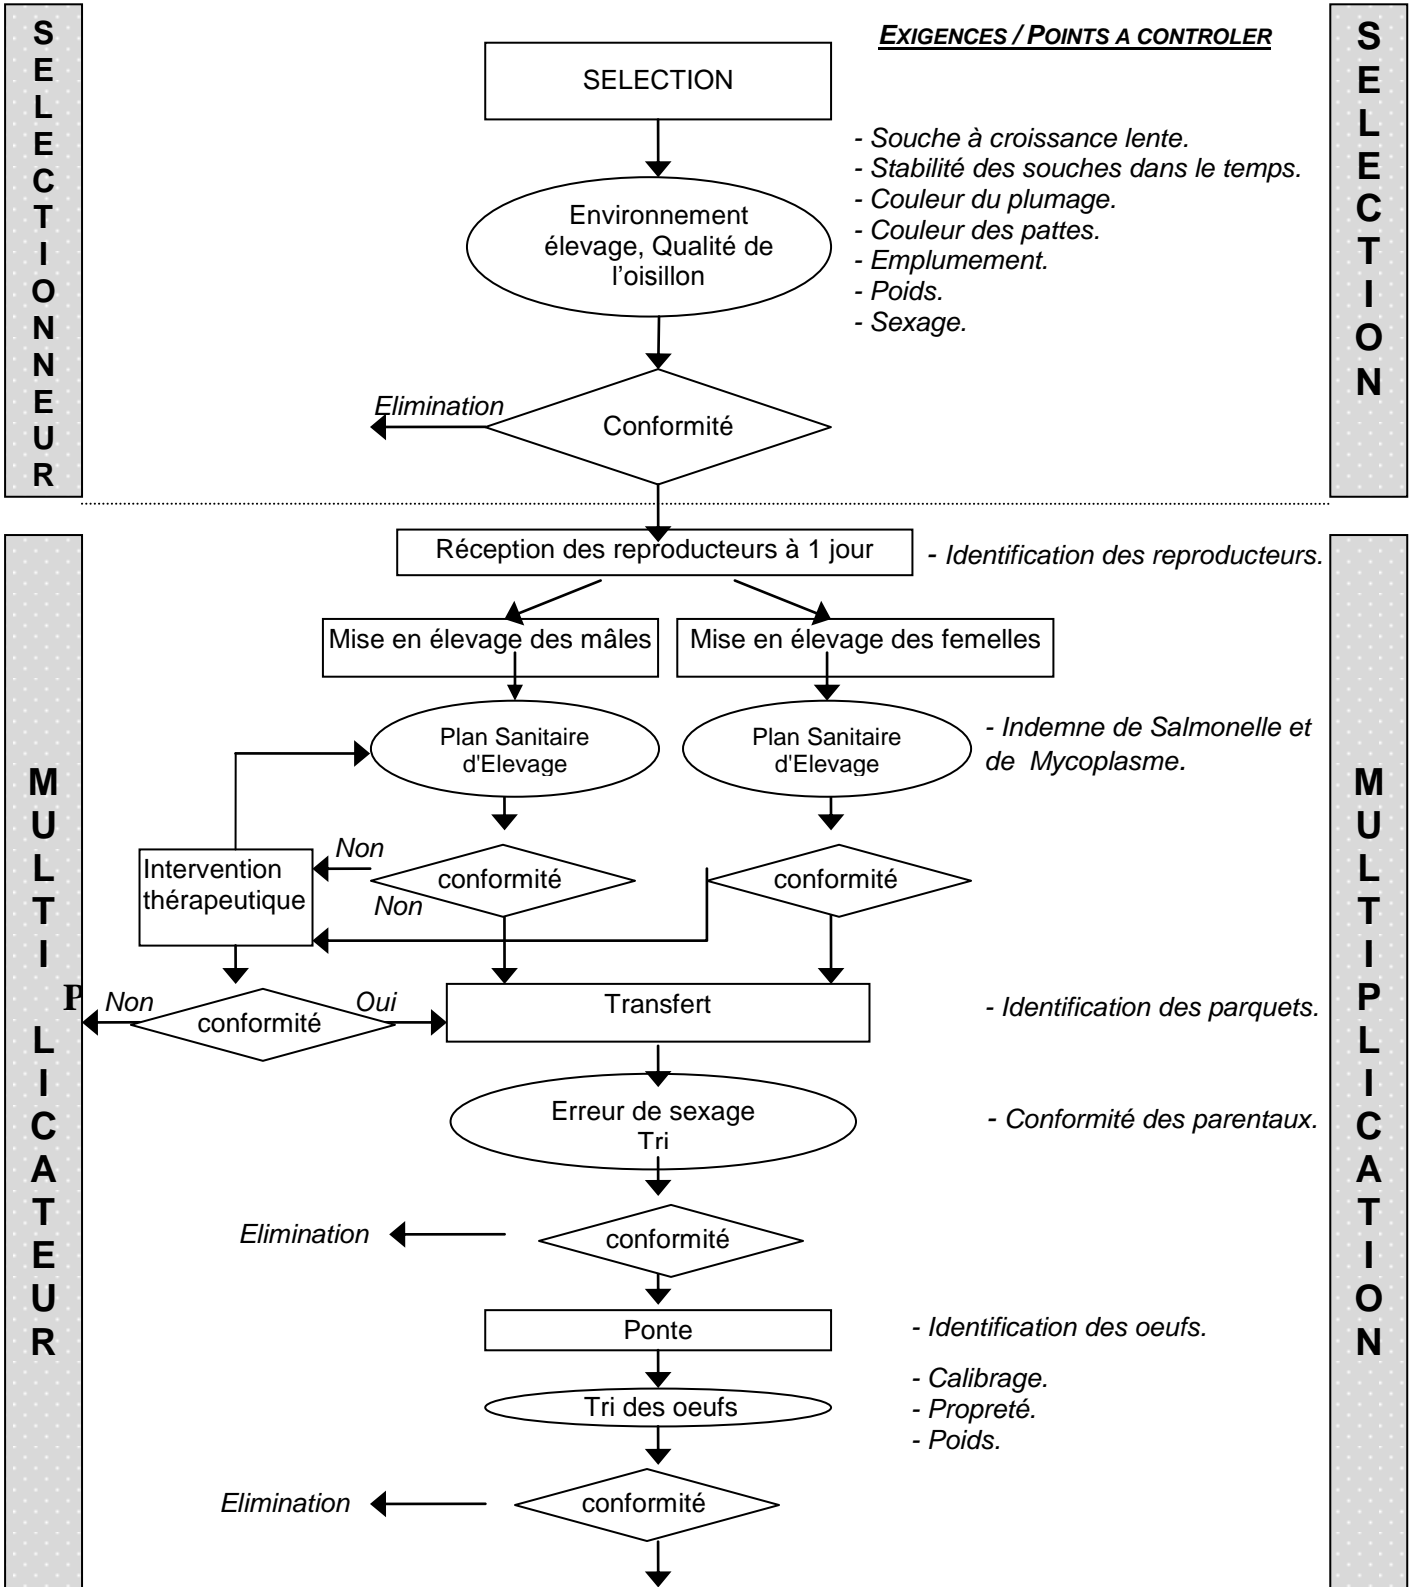 SELECTIONNEUR
EXIGENCES / POINTS A CONTROLER
SELECTION
SELECTION
- Souche à croissance lente.
- Stabilité des souches dans le temps.
- Couleur du plumage.
- Couleur des pattes.
- Emplumement.
- Poids.
- Sexage.
Environnement
élevage, Qualité de
l'oisillon
Elimination
Conformité
MULTIPLICATEUR
MULTIPLICATION
Réception des reproducteurs à 1 jour
- Identification des reproducteurs.
Mise en élevage des mâles
Mise en élevage des femelles
Plan Sanitaire
d'Elevage
Plan Sanitaire
d'Elevage
- Indemne de Salmonelle et
de Mycoplasme.
Non
Intervention
thérapeutique
conformité
conformité
Non
Non
conformité
Oui
Transfert
- Identification des parquets.
Erreur de sexage
Tri
- Conformité des parentaux.
Elimination
conformité
Ponte
- Identification des oeufs.
Tri des oeufs
- Calibrage.
- Propreté.
- Poids.
Elimination
conformité